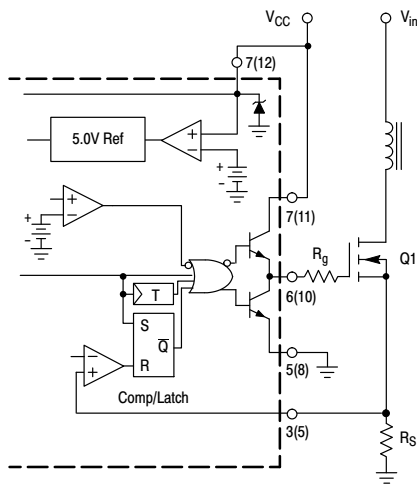 VCC
Vin
7(12)
5.0V Ref
+
−
+
−
+
−
7(11)
Rg
Q1
6(10)
T
S
Q̅
R
5(8)
−
+
Comp/Latch
3(5)
RS